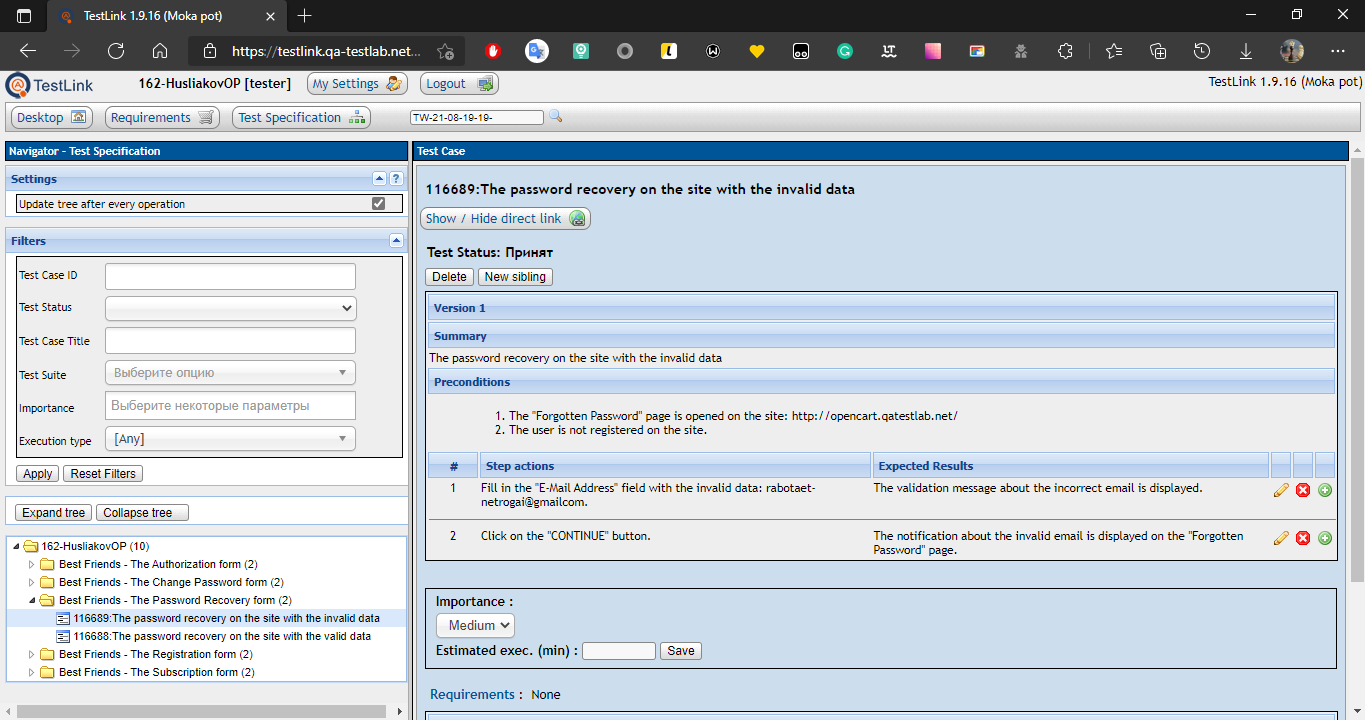 TestLink 1.9.16 (Moka pot)
https://testlink.qa-testlab.net...
TestLink
162-HusliakovOP [tester]
My Settings
Logout
TestLink 1.9.16 (Moka pot)
Desktop
Requirements
Test Specification
TW-21-08-19-19-
Navigator - Test Specification
Settings
?
Update tree after every operation
Filters
Test Case ID
Test Status
Test Case Title
Test Suite
Выберите опцию
Importance
Выберите некоторые параметры
Execution type
[Any]
Apply
Reset Filters
Expand tree
Collapse tree
162-HusliakovOP (10)
Best Friends - The Authorization form (2)
Best Friends - The Change Password form (2)
Best Friends - The Password Recovery form (2)
116689:The password recovery on the site with the invalid data
116688:The password recovery on the site with the valid data
Best Friends - The Registration form (2)
Best Friends - The Subscription form (2)
Test Case
116689:The password recovery on the site with the invalid data
Show / Hide direct link
Test Status: Принят
Delete
New sibling
Version 1
Summary
The password recovery on the site with the invalid data
Preconditions
1. The "Forgotten Password" page is opened on the site: http://opencart.qatestlab.net/
2. The user is not registered on the site.
# Step actions Expected Results
1 Fill in the "E-Mail Address" field with the invalid data: rabotaet- The validation message about the incorrect email is displayed.
netrogai@gmailcom.
2 Click on the "CONTINUE" button. The notification about the invalid email is displayed on the "Forgotten
Password" page.
Importance :
Medium
Estimated exec. (min) :
Save
Requirements : None